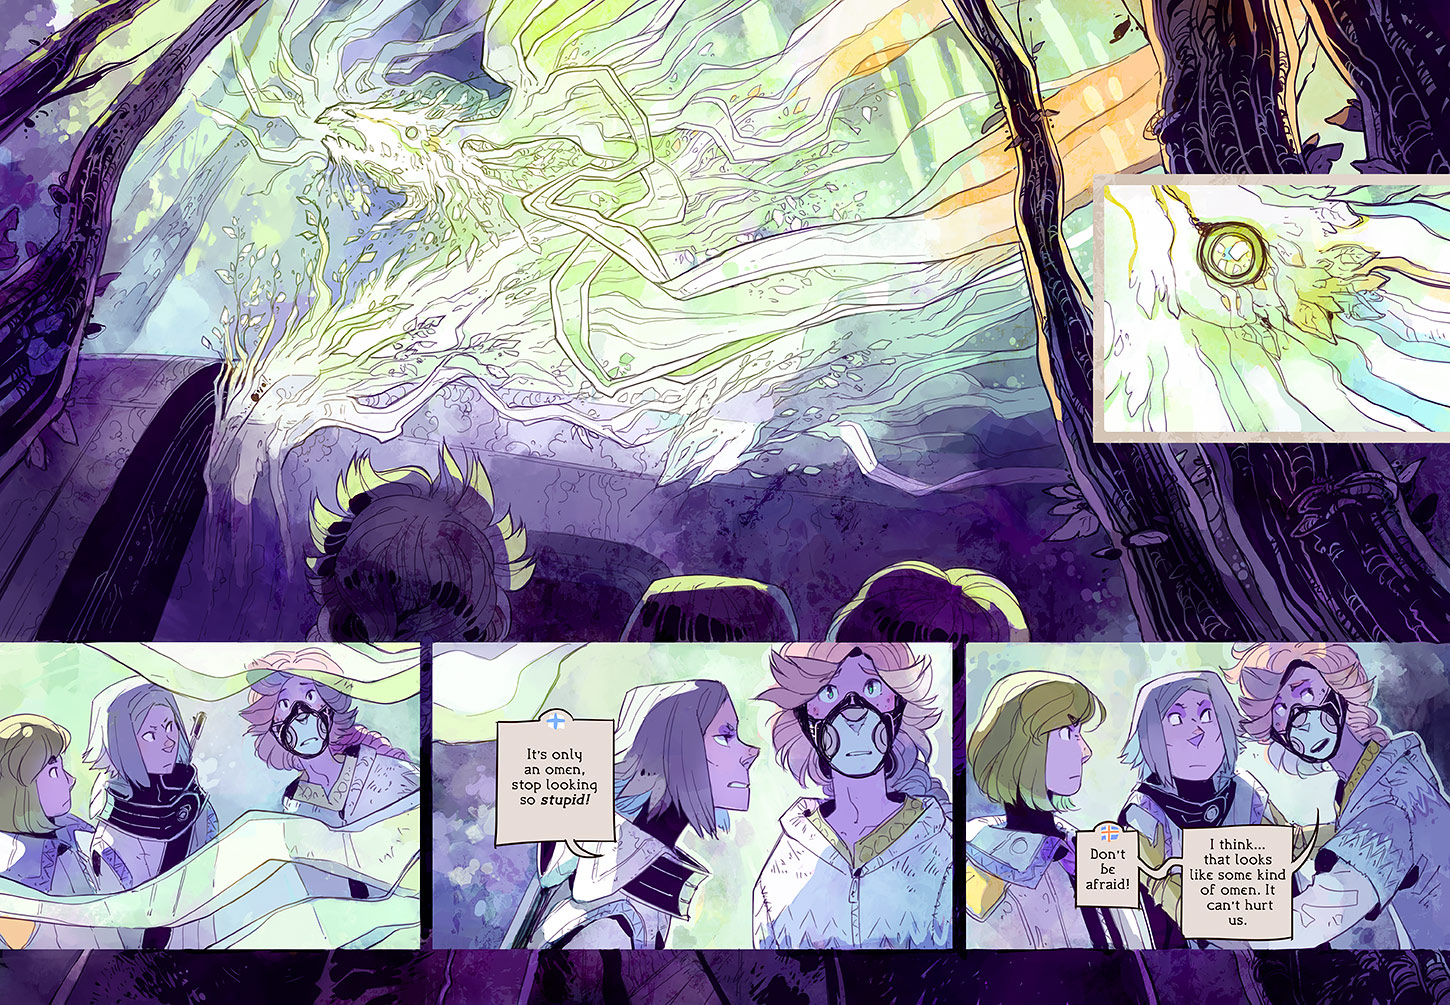 It's only
an omen,
stop looking
so stupid!
Don't
be
afraid!
I think...
that looks
like some kind
of omen. It
can't hurt
us.